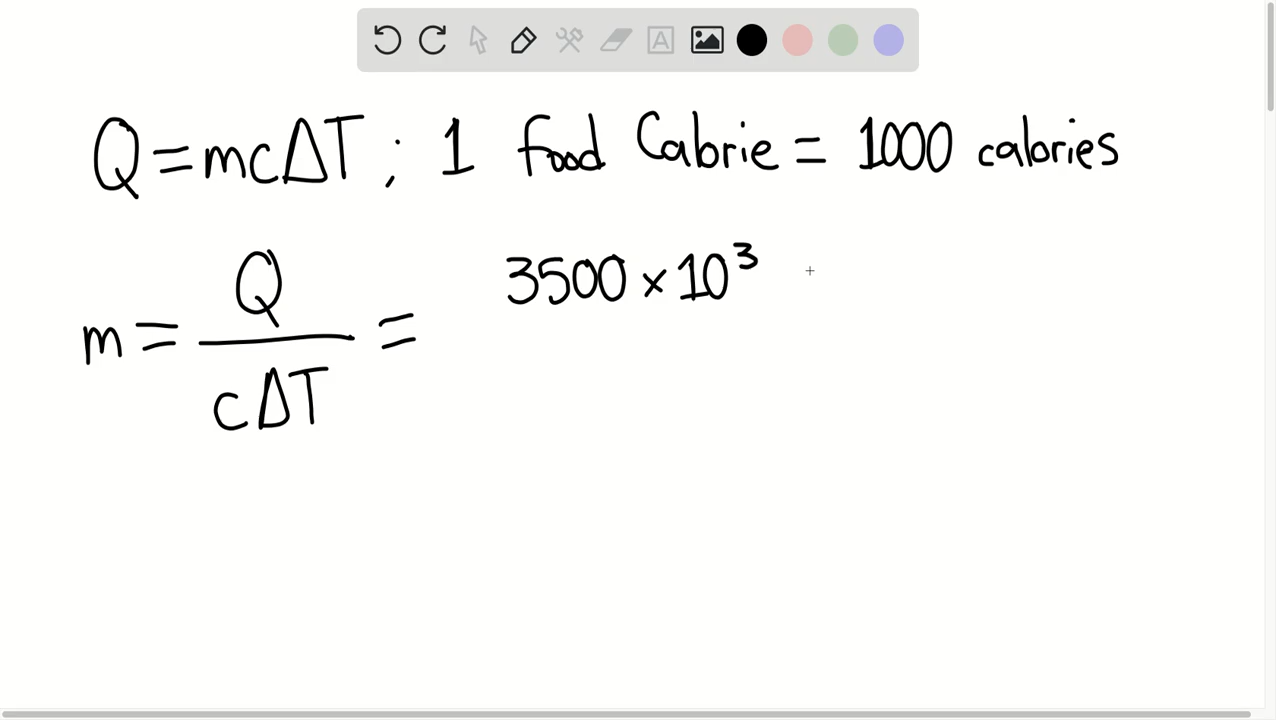 Q = mcΔT ; 1 Food Calorie = 1000 calories
m = Q / cΔT = 3500 × 10³